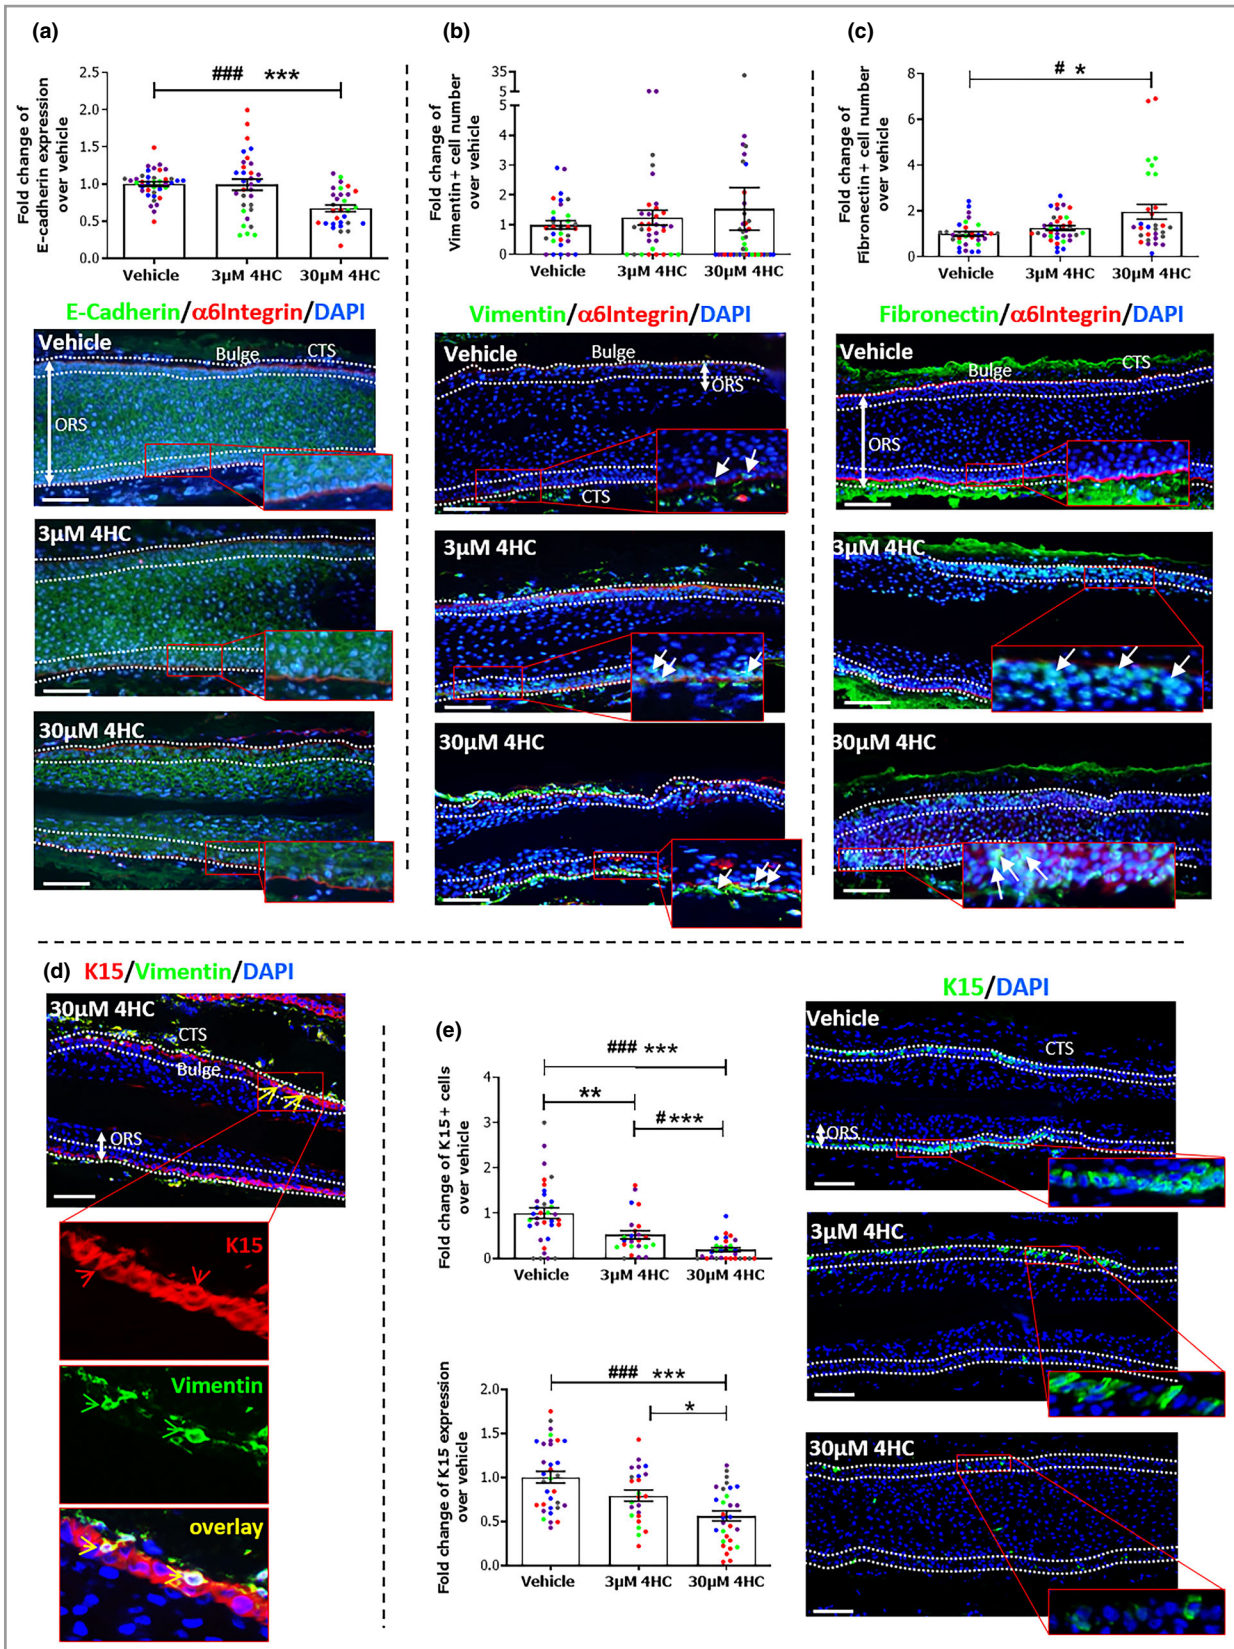 (a)
Fold change of
E-cadherin expression
over vehicle
2.5
2.0
1.5
1.0
0.5
0.0
### ***
Vehicle 3µM 4HC 30µM 4HC
E-Cadherin/α6Integrin/DAPI
Vehicle
Bulge
CTS
ORS
3µM 4HC
30µM 4HC
(b)
Fold change of
Vimentin+ cell number
over vehicle
35
5
5
4
3
2
1
0
Vehicle 3µM 4HC 30µM 4HC
Vimentin/α6Integrin/DAPI
Vehicle
Bulge
ORS
CTS
3µM 4HC
30µM 4HC
(c)
Fold change of
Fibronectin+ cell number
over vehicle
8
6
4
2
0
# *
Vehicle 3µM 4HC 30µM 4HC
Fibronectin/α6Integrin/DAPI
Vehicle
Bulge
CTS
ORS
3µM 4HC
30µM 4HC
(d)
K15/Vimentin/DAPI
30µM 4HC
CTS
Bulge
ORS
K15
Vimentin
overlay
(e)
Fold change of K15+ cells
over vehicle
4
3
2
1
0
### ***
**
# ***
Vehicle 3µM 4HC 30µM 4HC
Fold change of K15 expression
over vehicle
2.0
1.5
1.0
0.5
0.0
### ***
*
Vehicle 3µM 4HC 30µM 4HC
K15/DAPI
Vehicle
CTS
ORS
3µM 4HC
30µM 4HC